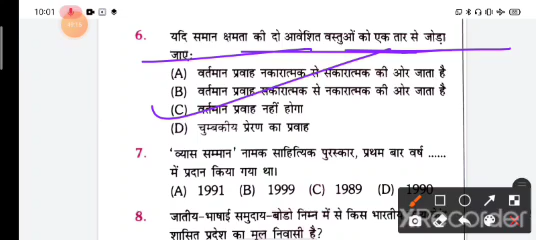 10:01
6. यदि समान क्षमता की दो आवेशित वस्तुओं को एक तार से जोड़ा
जाए:
(A) वर्तमान प्रवाह नकारात्मक से सकारात्मक की ओर जाता है
(B) वर्तमान प्रवाह सकारात्मक से नकारात्मक की ओर जाता है
(C) वर्तमान प्रवाह नहीं होगा
(D) चुम्बकीय प्रेरण का प्रवाह
7. 'व्यास सम्मान' नामक साहित्यिक पुरस्कार, प्रथम बार वर्ष ......
में प्रदान किया गया था।
(A) 1991 (B) 1999 (C) 1989 (D) 1990
8. जातीय-भाषाई समुदाय-बोडो निम्न में से किस भारतीय
शासित प्रदेश का मूल निवासी है?
XRecorder